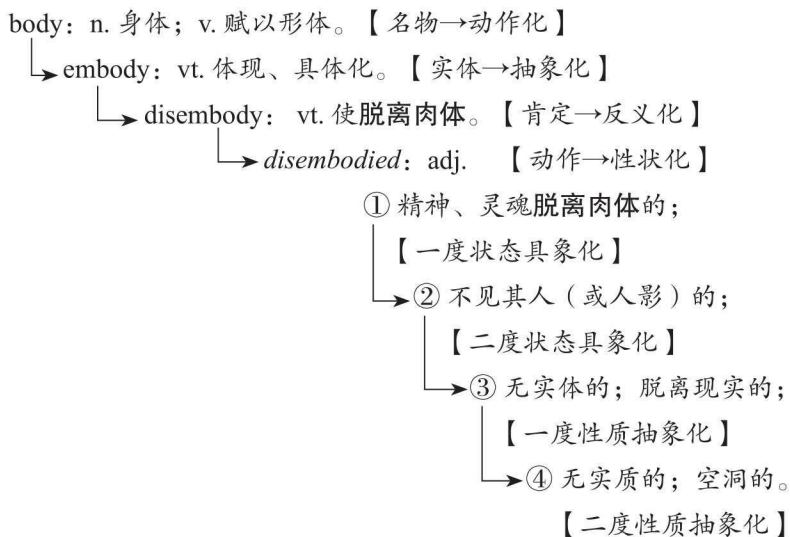 body：n. 身体；v. 赋以形体。【名物→动作化】
embody：vt. 体现、具体化。【实体→抽象化】
disembody： vt. 使脱离肉体。【肯定→反义化】
disembodied：adj. 【动作→性状化】
① 精神、灵魂脱离肉体的；
【一度状态具象化】
② 不见其人（或人影）的；
【二度状态具象化】
③ 无实体的；脱离现实的；
【一度性质抽象化】
④ 无实质的；空洞的。
【二度性质抽象化】